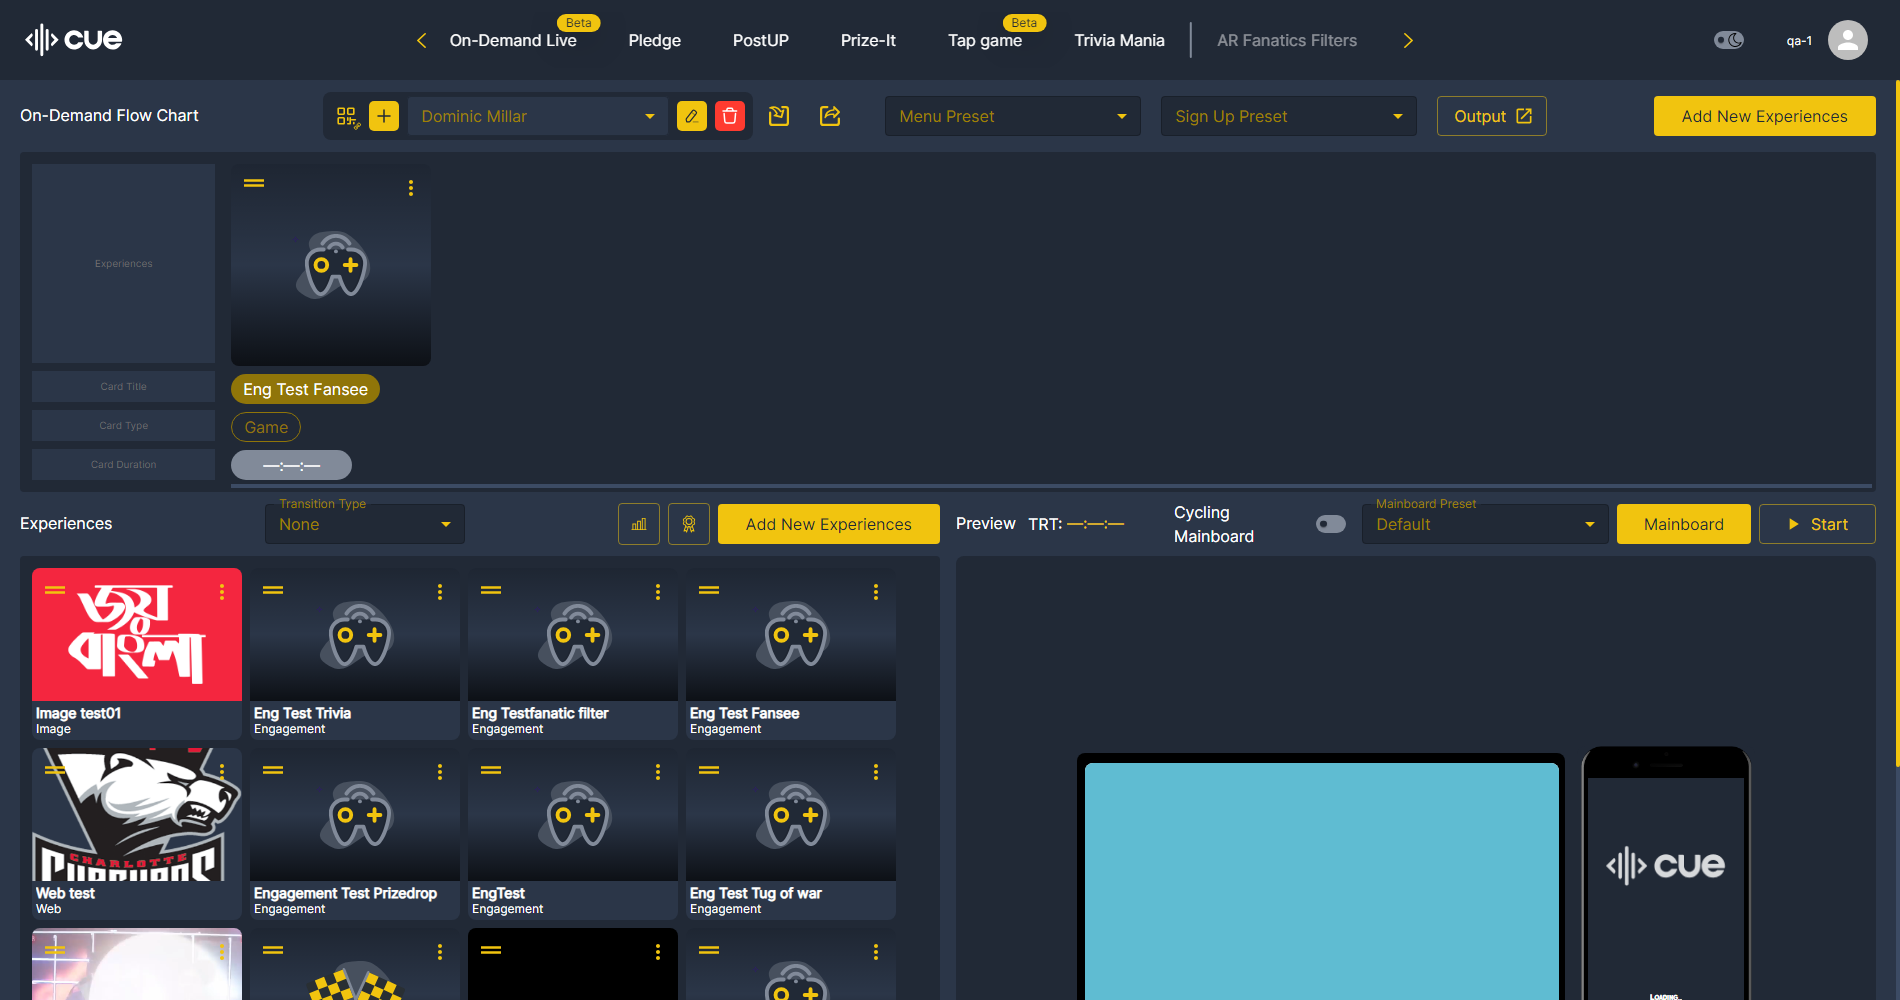 cue
On-Demand Live
Beta
Pledge
PostUP
Prize-It
Tap game
Beta
Trivia Mania
AR Fanatics Filters
qa-1
On-Demand Flow Chart
Dominic Millar
Menu Preset
Sign Up Preset
Output
Add New Experiences
Experiences
Card Title
Card Type
Card Duration
Eng Test Fansee
Game
—:—:—
Experiences
Transition Type
None
Add New Experiences
Preview
TRT: —:—:—
Cycling
Mainboard
Mainboard Preset
Default
Mainboard
Start
জয়
বাংলা
Image test01
Image
Eng Test Trivia
Engagement
Eng Testfanatic filter
Engagement
Eng Test Fansee
Engagement
CHARLOTTE
Web test
Web
Engagement Test Prizedrop
Engagement
EngTest
Engagement
Eng Test Tug of war
Engagement
cue
LOADING